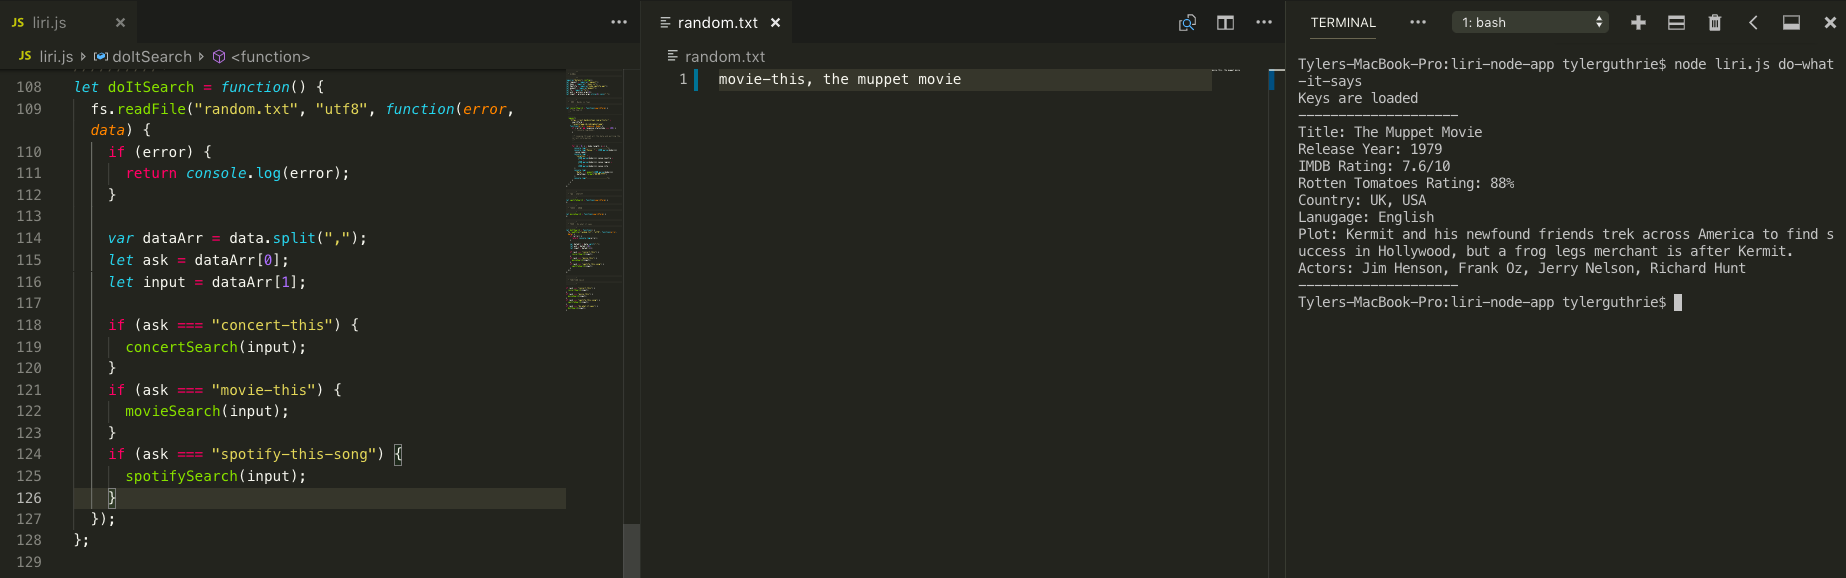 JS liri.js × ···
JS liri.js › doItSearch › <function>
108 let doItSearch = function() {
109 fs.readFile("random.txt", "utf8", function(error,
data) {
110 if (error) {
111 return console.log(error);
112 }
113
114 var dataArr = data.split(",");
115 let ask = dataArr[0];
116 let input = dataArr[1];
117
118 if (ask === "concert-this") {
119 concertSearch(input);
120 }
121 if (ask === "movie-this") {
122 movieSearch(input);
123 }
124 if (ask === "spotify-this-song") {
125 spotifySearch(input);
126 }
127 });
128 };
129
random.txt × ···
random.txt
1 movie-this, the muppet movie
TERMINAL ··· 1: bash
Tylers-MacBook-Pro:liri-node-app tylerguthrie$ node liri.js do-what
-it-says
Keys are loaded
--------------------
Title: The Muppet Movie
Release Year: 1979
IMDB Rating: 7.6/10
Rotten Tomatoes Rating: 88%
Country: UK, USA
Lanugage: English
Plot: Kermit and his newfound friends trek across America to find s
uccess in Hollywood, but a frog legs merchant is after Kermit.
Actors: Jim Henson, Frank Oz, Jerry Nelson, Richard Hunt
--------------------
Tylers-MacBook-Pro:liri-node-app tylerguthrie$